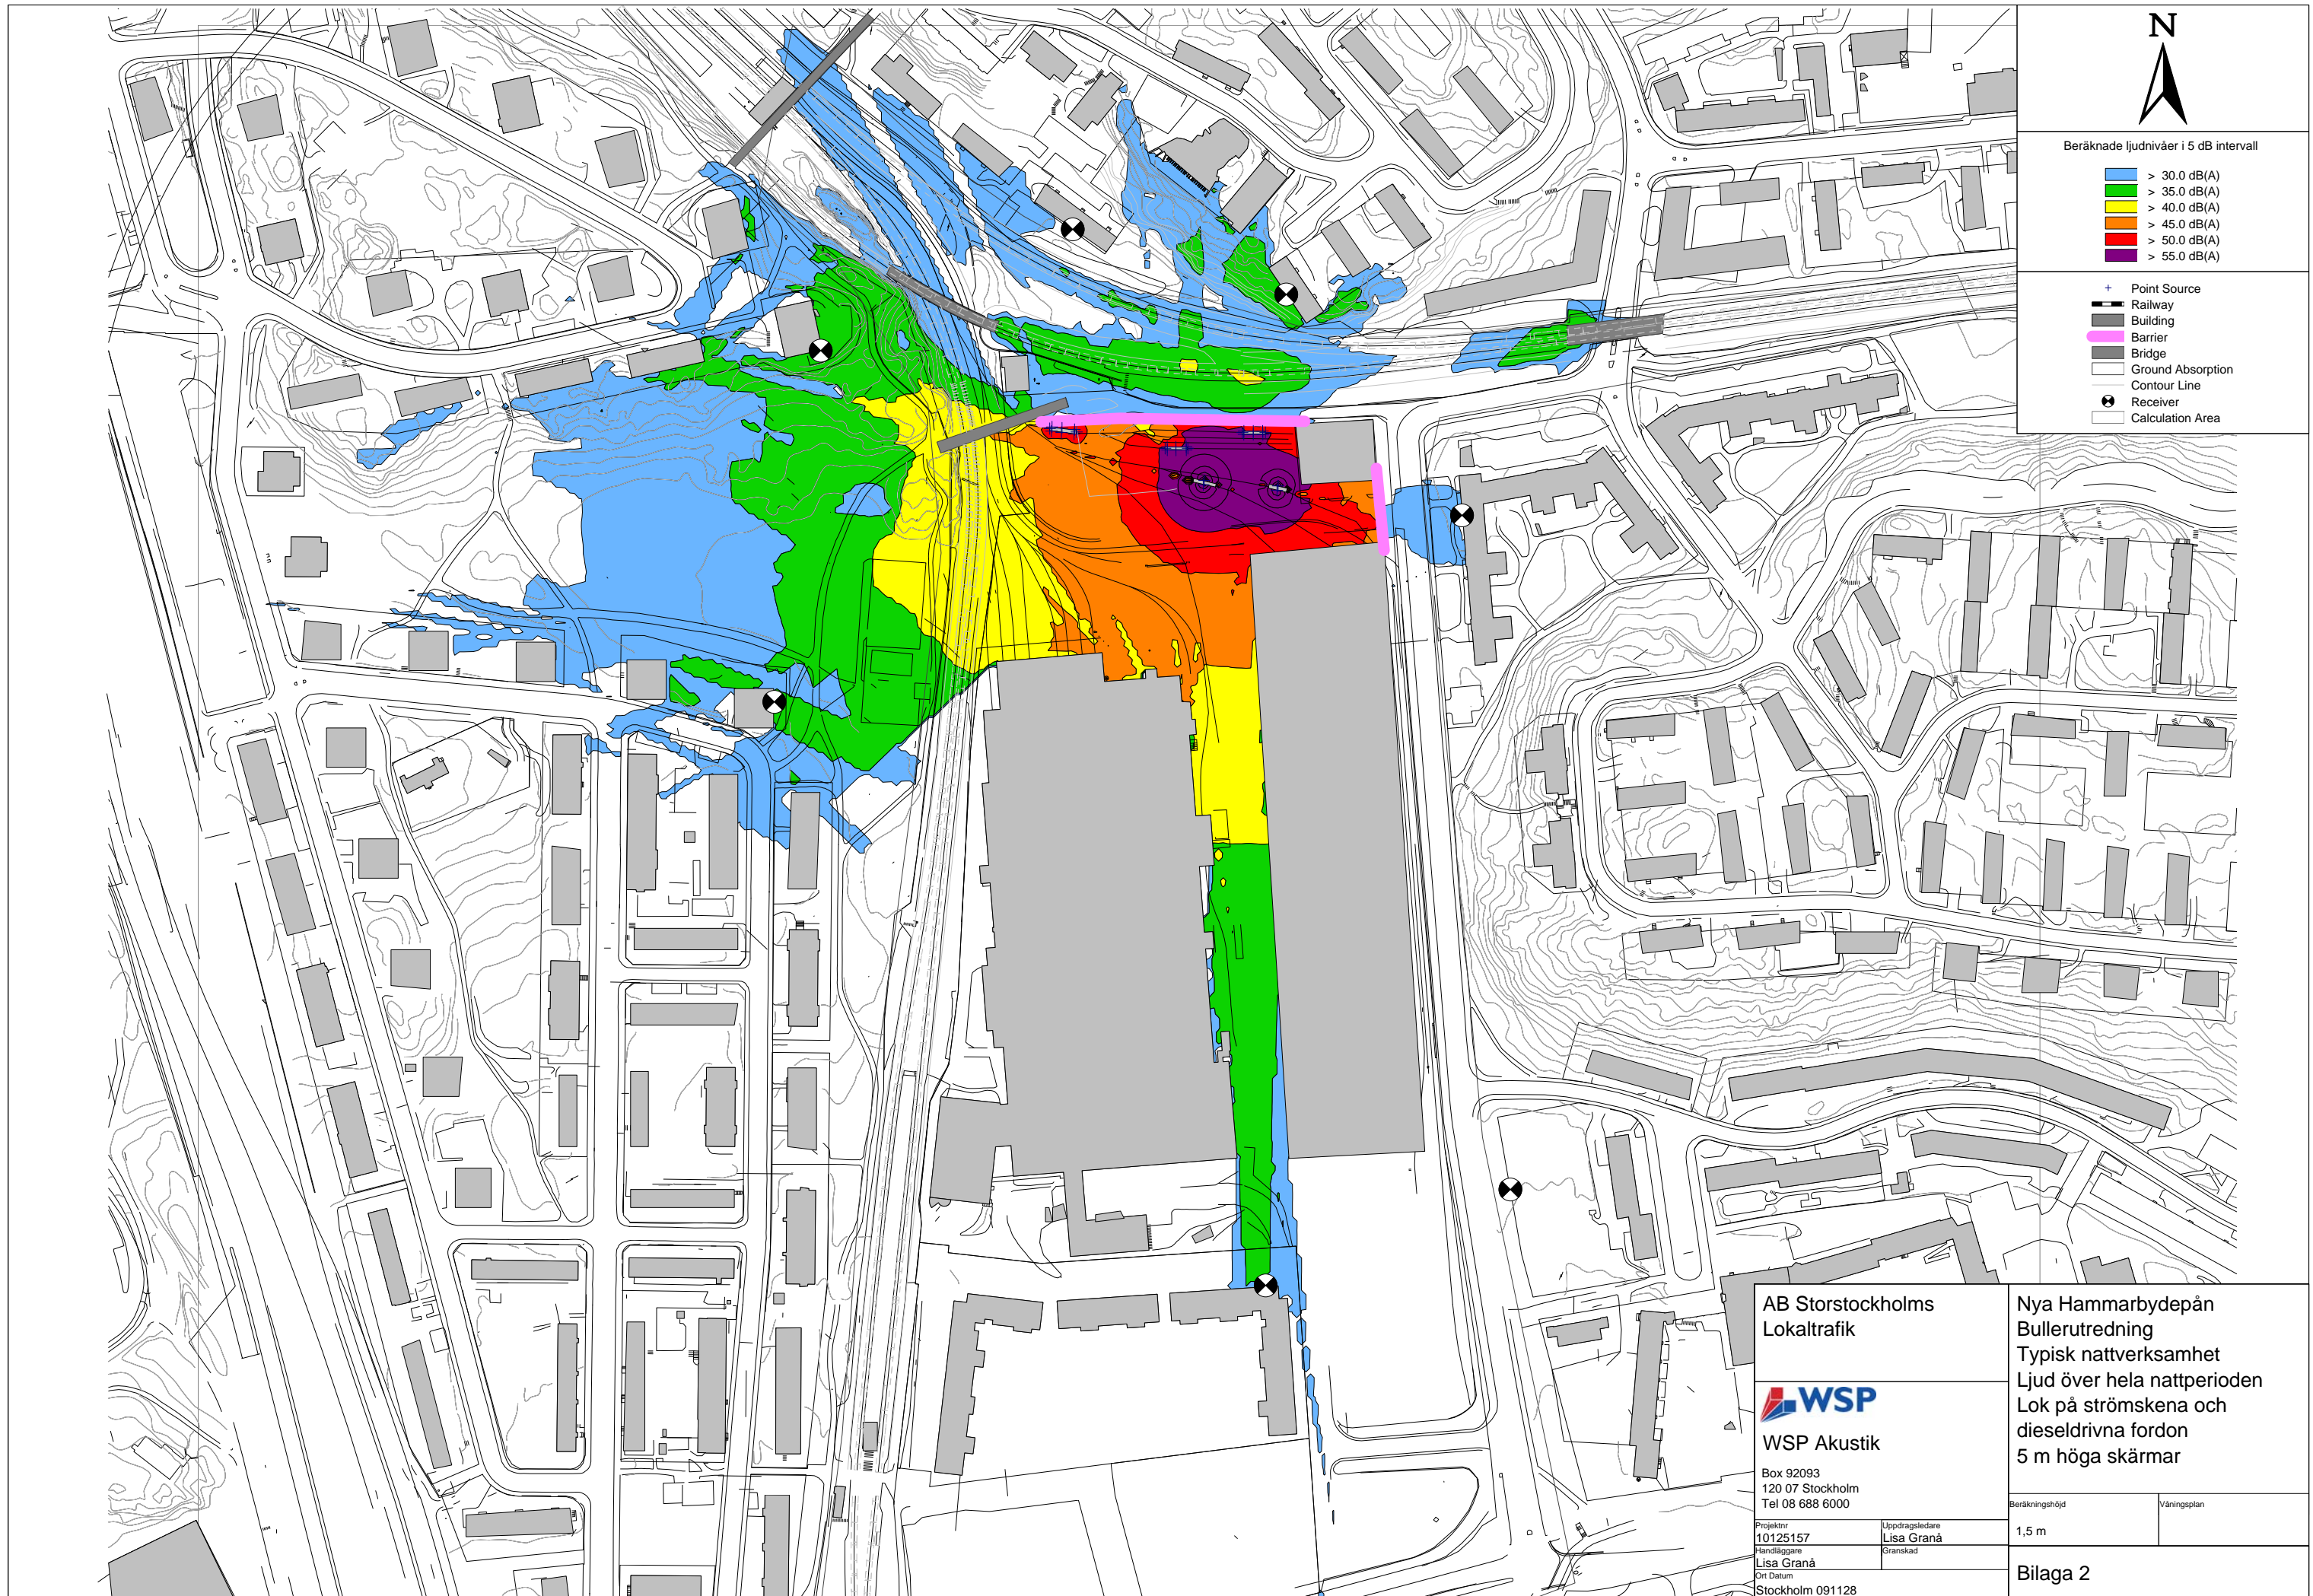 N
Beräknade ljudnivåer i 5 dB intervall
> 30.0 dB(A)
> 35.0 dB(A)
> 40.0 dB(A)
> 45.0 dB(A)
> 50.0 dB(A)
> 55.0 dB(A)
Point Source
Railway
Building
Barrier
Bridge
Ground Absorption
Contour Line
Receiver
Calculation Area
AB Storstockholms
Lokaltrafik
WSP
WSP Akustik
Box 92093
120 07 Stockholm
Tel 08 688 6000
Projektnr
10125157
Uppdragsledare
Lisa Granå
Handläggare
Lisa Granå
Granskad
Ort Datum
Stockholm 091128
Nya Hammarbydepån
Bullerutredning
Typisk nattverksamhet
Ljud över hela nattperioden
Lok på strömskena och
dieseldrivna fordon
5 m höga skärmar
Beräkningshöjd
1,5 m
Våningsplan
Bilaga 2